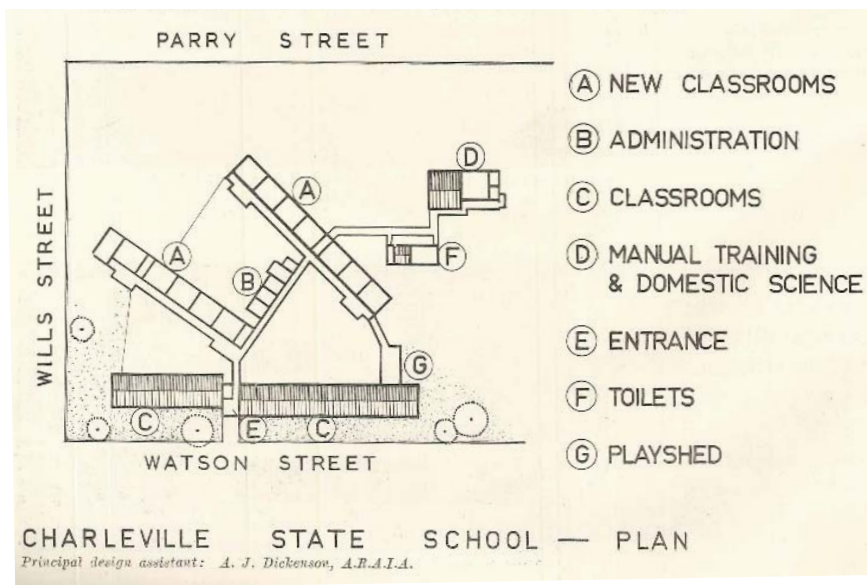 PARRY STREET
WILLS STREET
A
A
B
C
E
C
D
F
G
WATSON STREET
A NEW CLASSROOMS
B ADMINISTRATION
C CLASSROOMS
D MANUAL TRAINING
& DOMESTIC SCIENCE
E ENTRANCE
F TOILETS
G PLAYSHED
CHARLEVILLE STATE SCHOOL — PLAN
Principal design assistant: A. J. Dickenson, A.R.A.I.A.